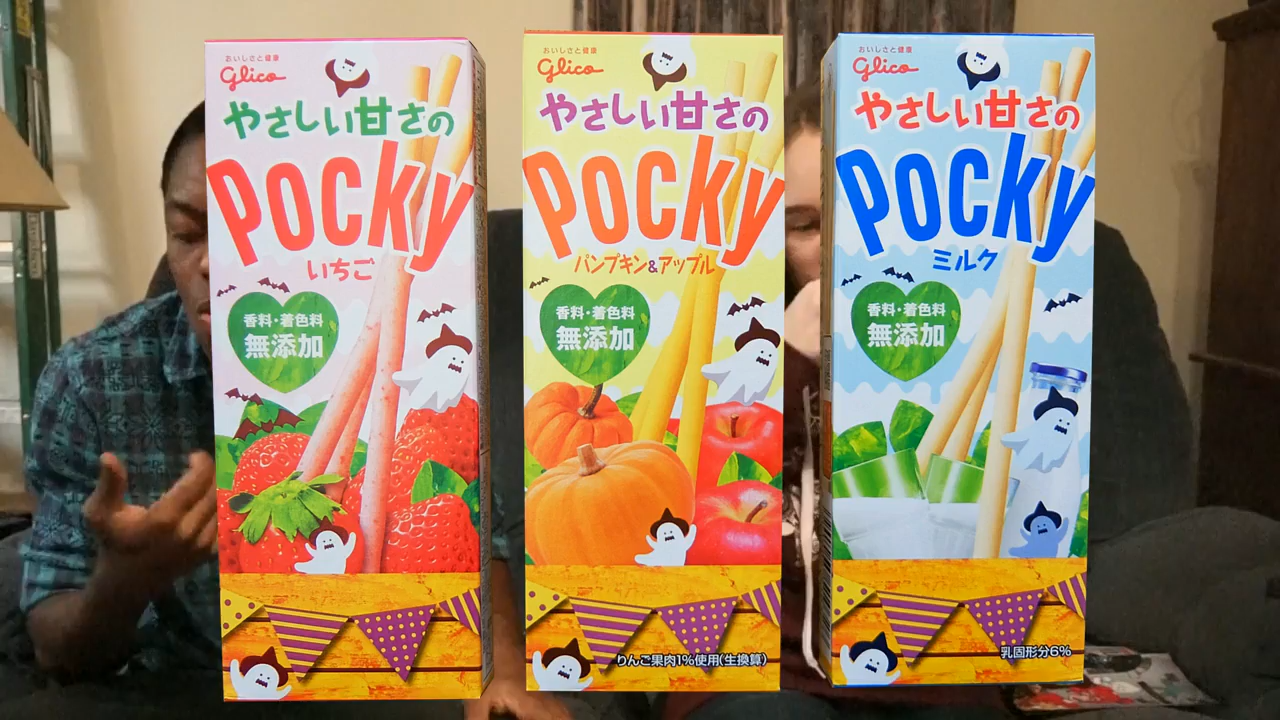 おいしさと健康
Glico
やさしい甘さの
Pocky
いちご
香料・着色料
無添加
おいしさと健康
Glico
やさしい甘さの
Pocky
パンプキン&アップル
香料・着色料
無添加
りんご果肉1%使用(生換算)
おいしさと健康
Glico
やさしい甘さの
Pocky
ミルク
香料・着色料
無添加
乳固形分6%